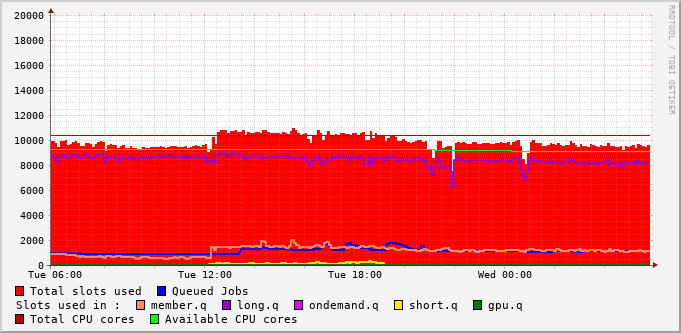 20000
18000
16000
14000
12000
10000
8000
6000
4000
2000
0
Tue 06:00 Tue 12:00 Tue 18:00 Wed 00:00
Total slots used Queued Jobs
Slots used in : member.q long.q ondemand.q short.q gpu.q
Total CPU cores Available CPU cores
RRDTOOL / TOBI OETIKER